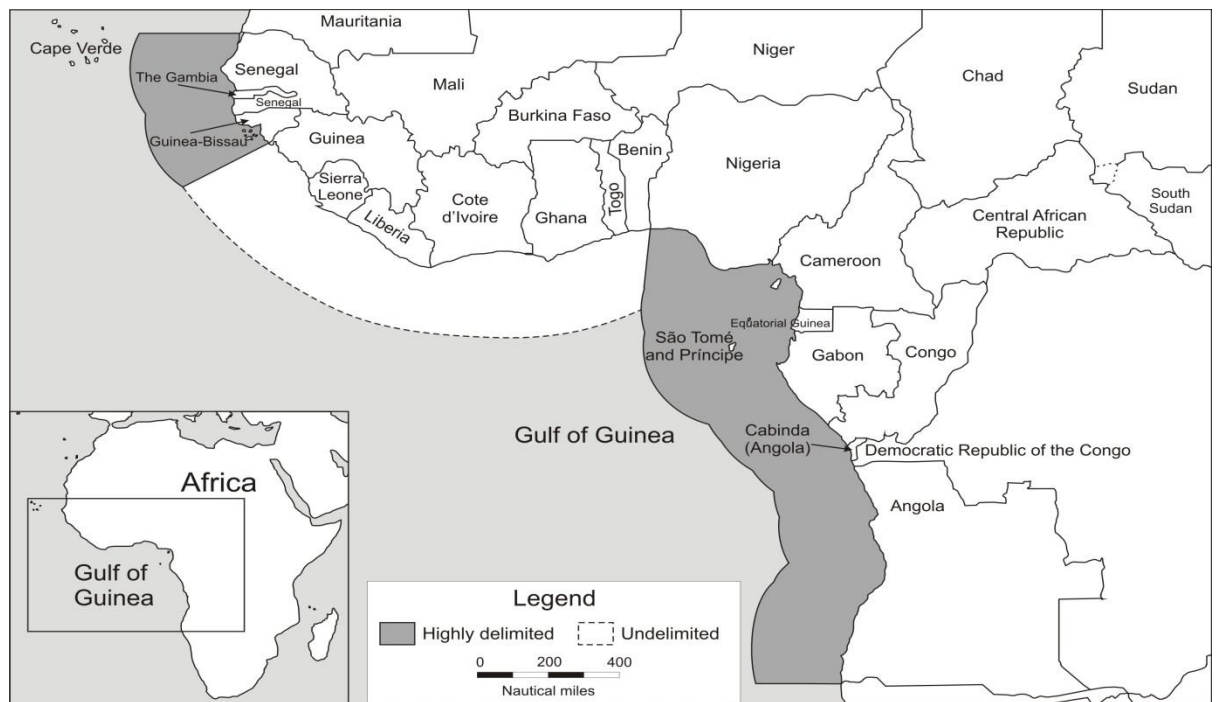 Cape Verde
Mauritania
Niger
Chad
Sudan
Senegal
The Gambia
Senegal
Mali
Burkina Faso
Guinea-Bissau
Guinea
Benin
Nigeria
Sierra
Leone
Liberia
Cote
d'Ivoire
Ghana
Togo
Central African
Republic
South
Sudan
Cameroon
Equatorial Guinea
São Tomé
and Príncipe
Gabon
Congo
Gulf of Guinea
Cabinda
(Angola)
Democratic Republic of the Congo
Angola
Africa
Gulf of
Guinea
Legend
Highly delimited
Undelimited
0 200 400
Nautical miles